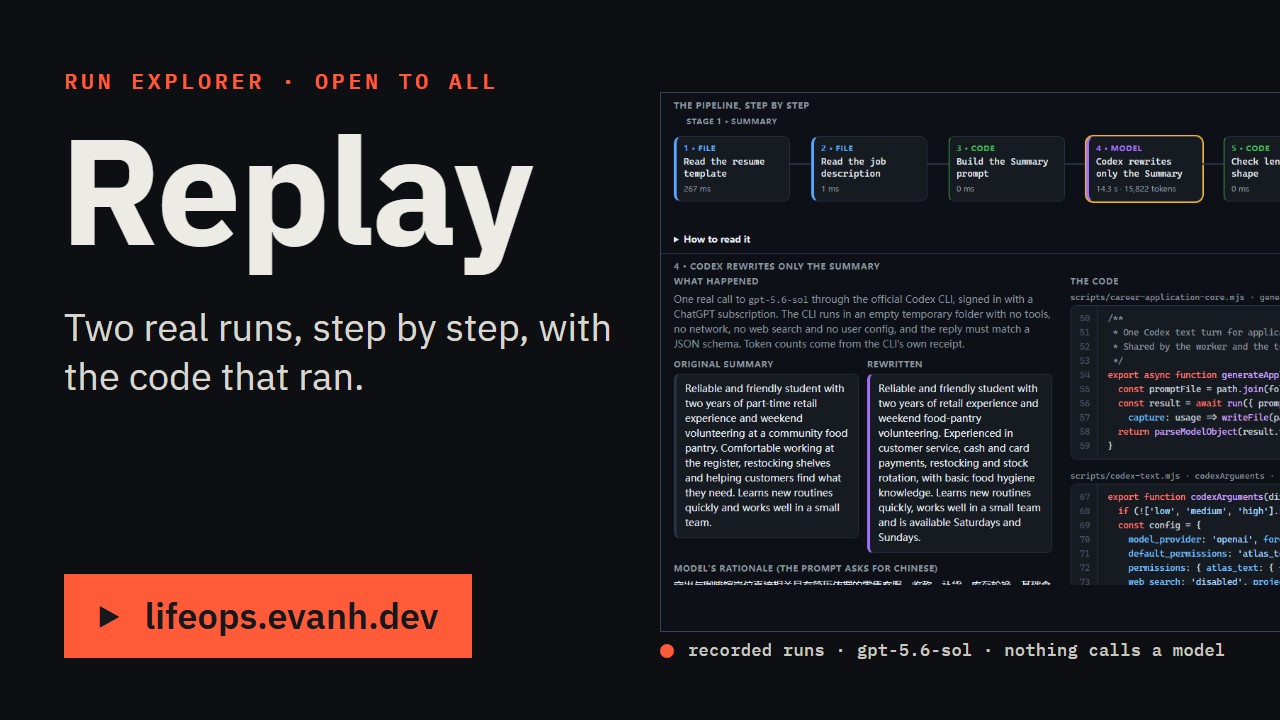 RUN EXPLORER · OPEN TO ALL
Replay
Two real runs, step by step, with
the code that ran.
▶ lifeops.evanh.dev
THE PIPELINE, STEP BY STEP
STAGE 1 • SUMMARY
1 • FILE
Read the resume
template
267 ms
2 • FILE
Read the job
description
1 ms
3 • CODE
Build the Summary
prompt
0 ms
4 • MODEL
Codex rewrites
only the Summary
14.3 s · 15,822 tokens
5 • CODE
Check len
shape
0 ms
▸ How to read it
4 • CODEX REWRITES ONLY THE SUMMARY
WHAT HAPPENED
One real call to gpt-5.6-sol through the official Codex CLI, signed in with a
ChatGPT subscription. The CLI runs in an empty temporary folder with no tools,
no network, no web search and no user config, and the reply must match a
JSON schema. Token counts come from the CLI's own receipt.
ORIGINAL SUMMARY
Reliable and friendly student with
two years of part-time retail
experience and weekend
volunteering at a community food
pantry. Comfortable working at
the register, restocking shelves
and helping customers find what
they need. Learns new routines
quickly and works well in a small
team.
REWRITTEN
Reliable and friendly student with
two years of retail experience and
weekend food-pantry
volunteering. Experienced in
customer service, cash and card
payments, restocking and stock
rotation, with basic food hygiene
knowledge. Learns new routines
quickly, works well in a small team
and is available Saturdays and
Sundays.
MODEL'S RATIONALE (THE PROMPT ASKS FOR CHINESE)
THE CODE
scripts/career-application-core.mjs · gene
50 /**
51 * One Codex text turn for applica
52 * Shared by the worker and the t
53 */
54 export async function generateAppl
55 const promptFile = path.join(fo
56 const result = await run({ promp
57 capture: usage => writeFile(pa
58 return parseModelObject(result.
59 }
scripts/codex-text.mjs · codexArguments ·
67 export function codexArguments(di
68 if (!['low', 'medium', 'high'].
69 const config = {
70 model_provider: 'openai', for
71 default_permissions: 'atlas_t
72 permissions: { atlas_text: {
73 web_search: 'disabled', proje
recorded runs · gpt-5.6-sol · nothing calls a model